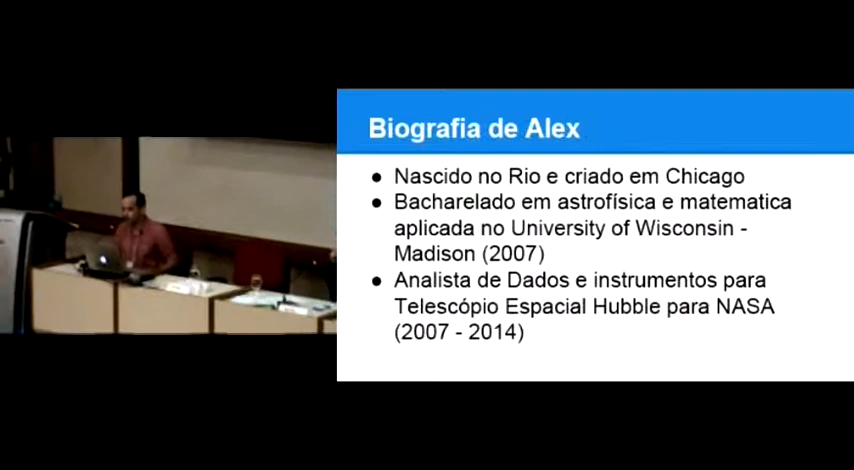 Biografia de Alex
● Nascido no Rio e criado em Chicago
● Bacharelado em astrofísica e matematica
aplicada no University of Wisconsin -
Madison (2007)
● Analista de Dados e instrumentos para
Telescópio Espacial Hubble para NASA
(2007 - 2014)